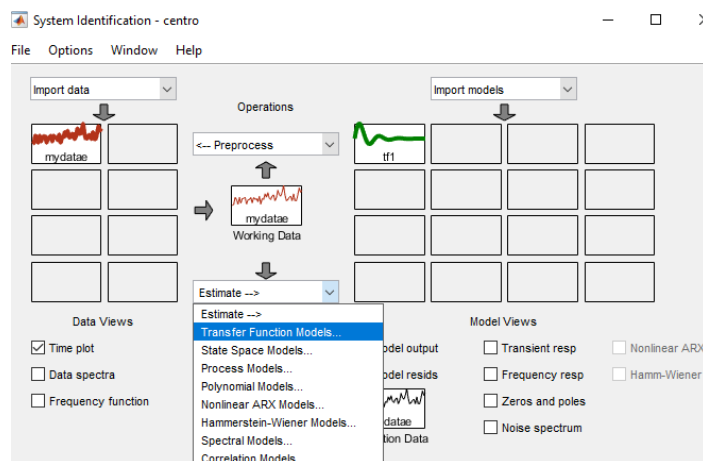 System Identification - centro
File Options Window Help
Import data
Import models
Operations
mydatae
<-- Preprocess
tf1
mydatae
Working Data
Estimate -->
Estimate -->
Transfer Function Models...
State Space Models...
Process Models...
Polynomial Models...
Nonlinear ARX Models...
Hammerstein-Wiener Models...
Spectral Models...
Correlation Models
Data Views
Time plot
Data spectra
Frequency function
Model Views
odel output
Transient resp
Nonlinear ARX
odel resids
Frequency resp
Hamm-Wiener
Zeros and poles
datae
tion Data
Noise spectrum